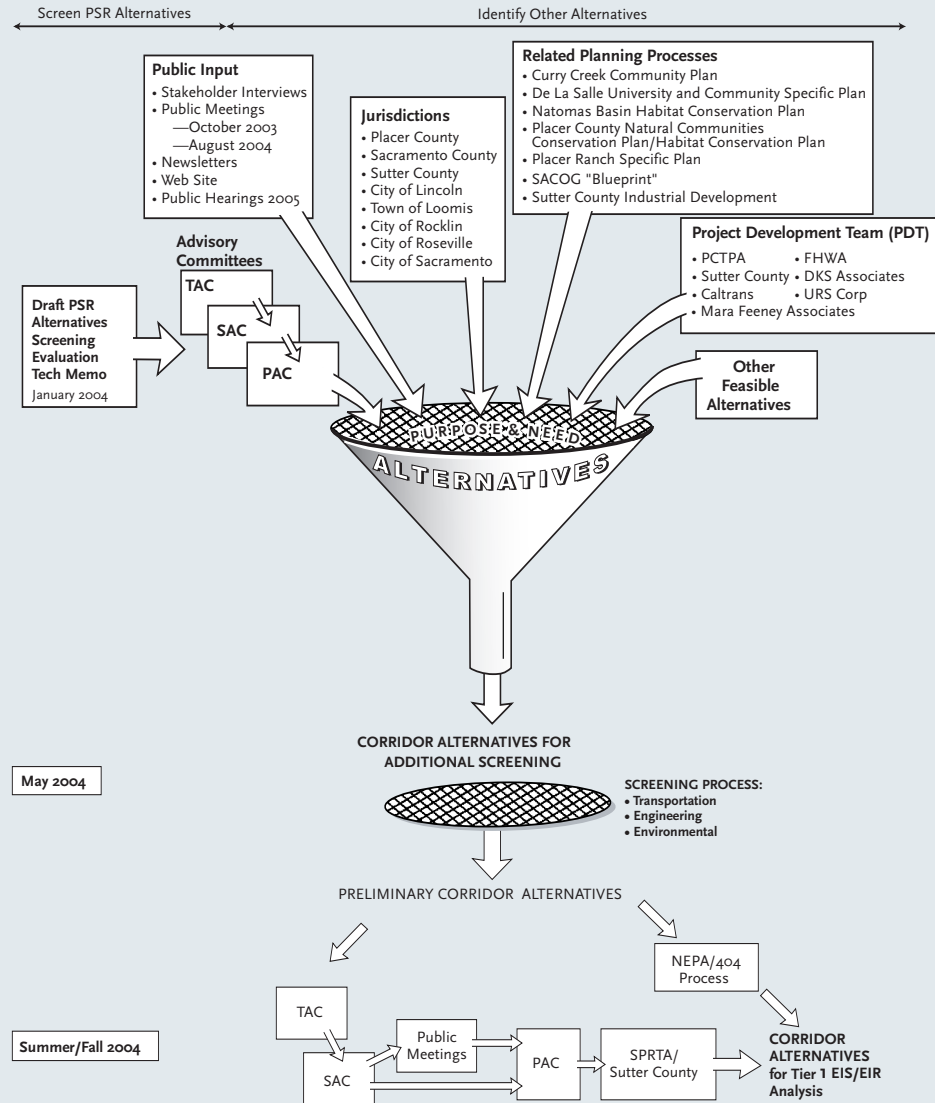 Screen PSR Alternatives
Identify Other Alternatives
Public Input
• Stakeholder Interviews
• Public Meetings
—October 2003
—August 2004
• Newsletters
• Web Site
• Public Hearings 2005
Jurisdictions
• Placer County
• Sacramento County
• Sutter County
• City of Lincoln
• Town of Loomis
• City of Rocklin
• City of Roseville
• City of Sacramento
Related Planning Processes
• Curry Creek Community Plan
• De La Salle University and Community Specific Plan
• Natomas Basin Habitat Conservation Plan
• Placer County Natural Communities
Conservation Plan/Habitat Conservation Plan
• Placer Ranch Specific Plan
• SACOG "Blueprint"
• Sutter County Industrial Development
Project Development Team (PDT)
• PCTPA • FHWA
• Sutter County • DKS Associates
• Caltrans • URS Corp
• Mara Feeney Associates
Advisory
Committees
TAC
SAC
PAC
Draft PSR
Alternatives
Screening
Evaluation
Tech Memo
January 2004
Other
Feasible
Alternatives
PURPOSE & NEED
ALTERNATIVES
CORRIDOR ALTERNATIVES FOR
ADDITIONAL SCREENING
May 2004
SCREENING PROCESS:
• Transportation
• Engineering
• Environmental
PRELIMINARY CORRIDOR ALTERNATIVES
NEPA/404
Process
TAC
Summer/Fall 2004
SAC
Public
Meetings
PAC
SPRTA/
Sutter County
CORRIDOR
ALTERNATIVES
for Tier 1 EIS/EIR
Analysis